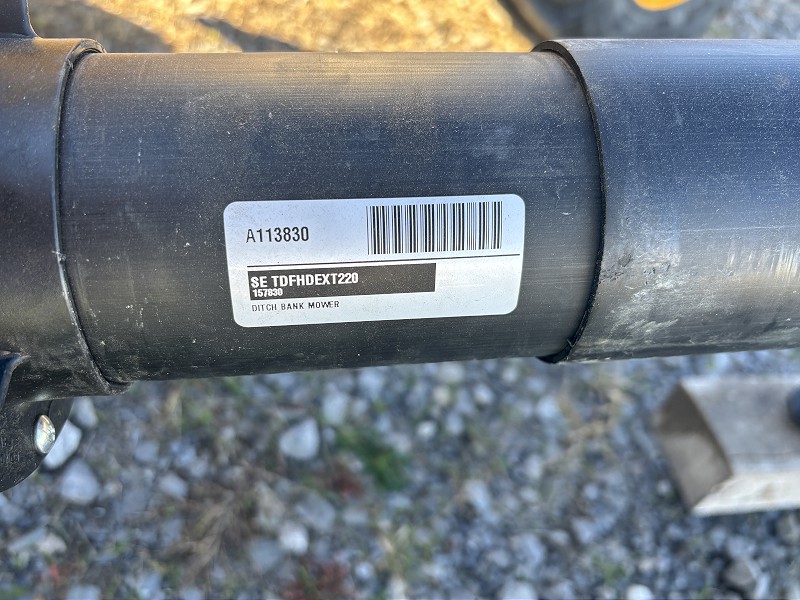 A113830
SE TDFHDEXT220
157830
DITCH BANK MOWER